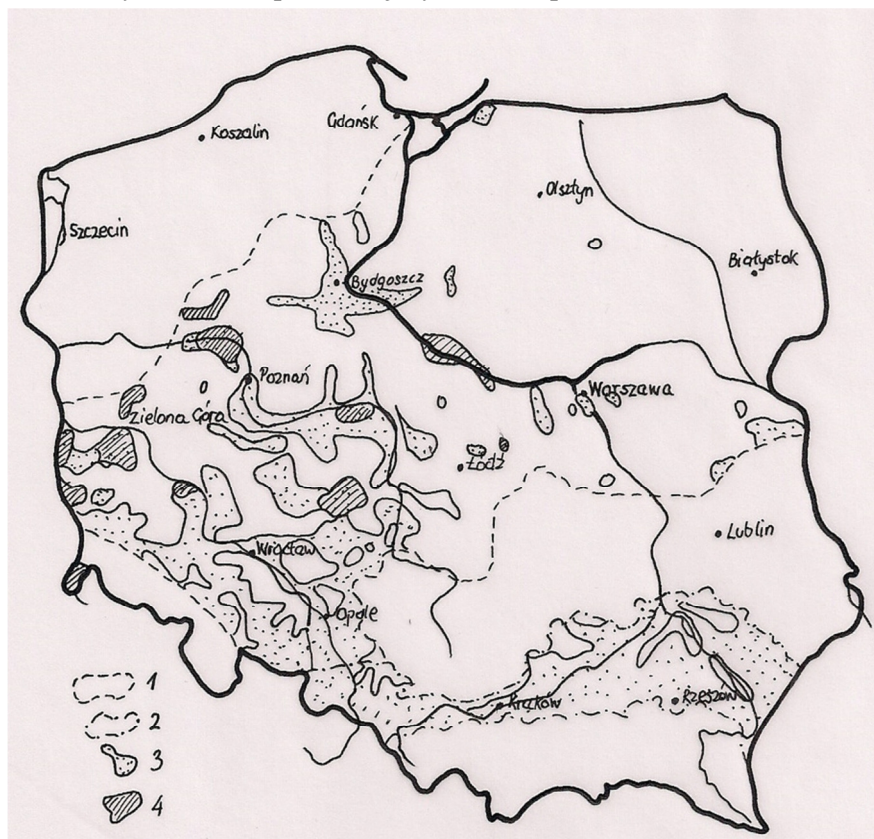 Koszalin
Gdańsk
Olsztyn
Szczecin
Białystok
Bydgoszcz
Poznań
Warszawa
Zielona Góra
Łódź
Lublin
Wrocław
Opole
Kraków
Rzeszów
1
2
3
4